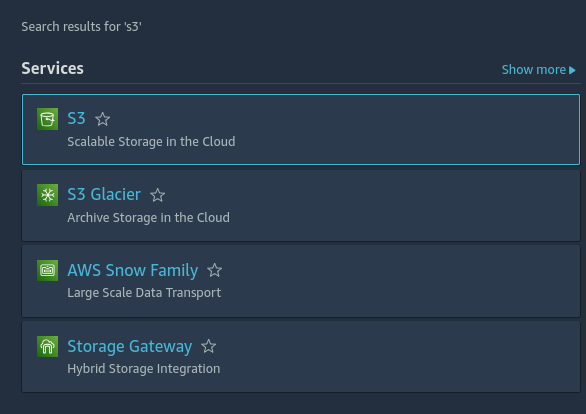 Search results for 's3'
Services
Show more
S3
Scalable Storage in the Cloud
S3 Glacier
Archive Storage in the Cloud
AWS Snow Family
Large Scale Data Transport
Storage Gateway
Hybrid Storage Integration